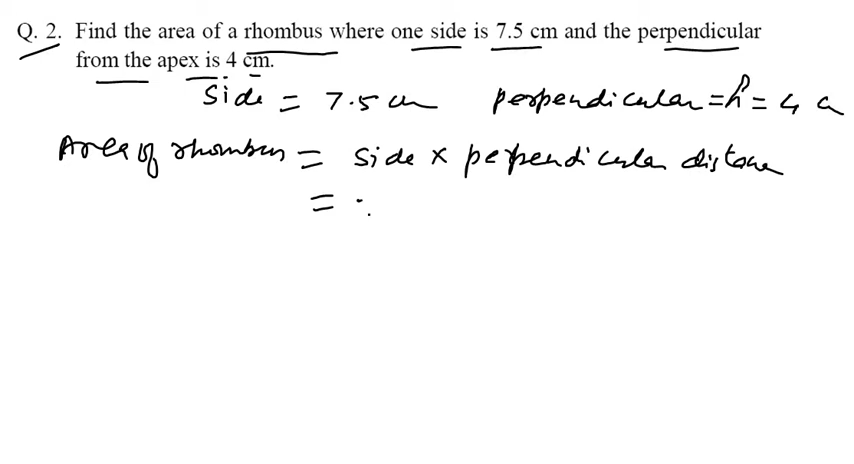 Q. 2. Find the area of a rhombus where one side is 7.5 cm and the perpendicular
from the apex is 4 cm.
Side = 7.5 cm perpendicular = h = 4 c
Area of rhombus = side × perpendicular distance
=